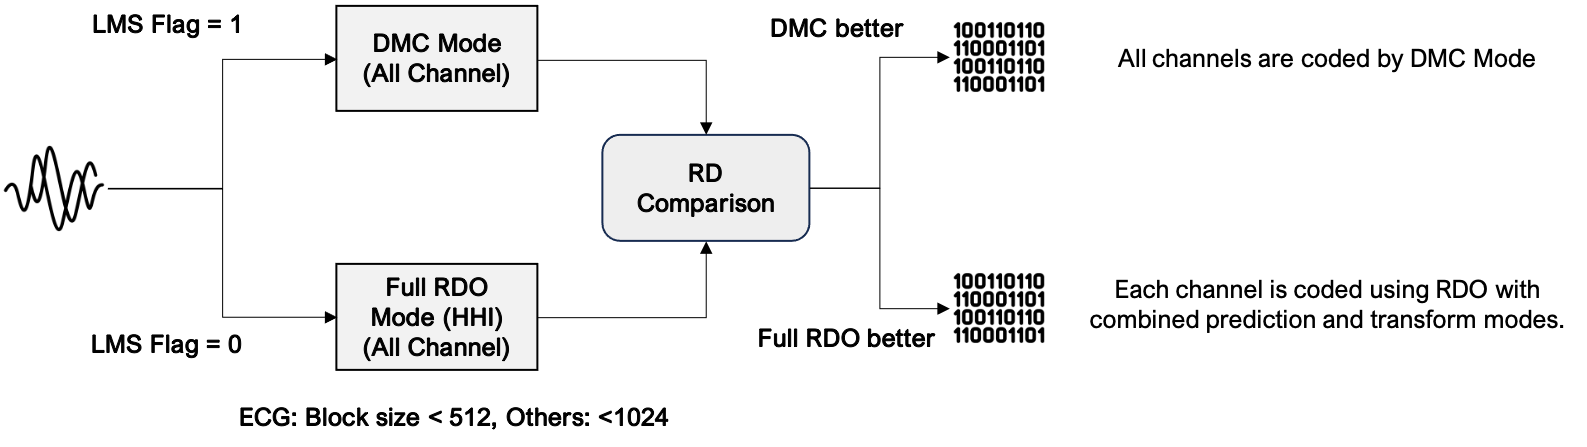 LMS Flag = 1
DMC Mode
(All Channel)
DMC better
100110110
110001101
100110110
110001101
All channels are coded by DMC Mode
RD
Comparison
Full RDO
Mode (HHI)
(All Channel)
LMS Flag = 0
Full RDO better
100110110
110001101
100110110
110001101
Each channel is coded using RDO with
combined prediction and transform modes.
ECG: Block size < 512, Others: <1024